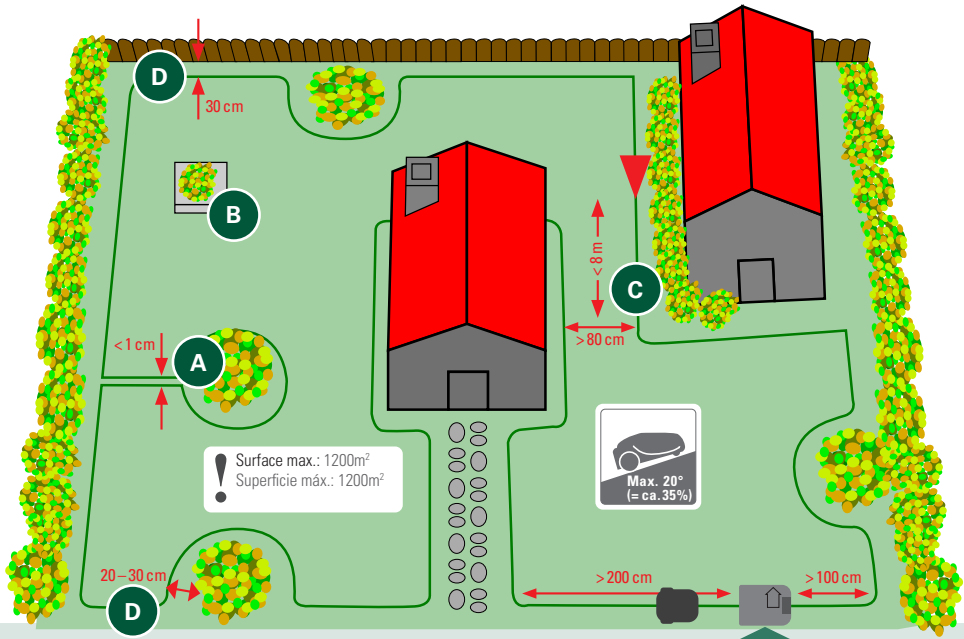 D
30 cm
B
< 8 m
C
> 80 cm
< 1 cm
A
! Surface max.: 1200m²
Superficie máx.: 1200m²
Max. 20°
(= ca. 35%)
20–30 cm
D
> 200 cm
> 100 cm